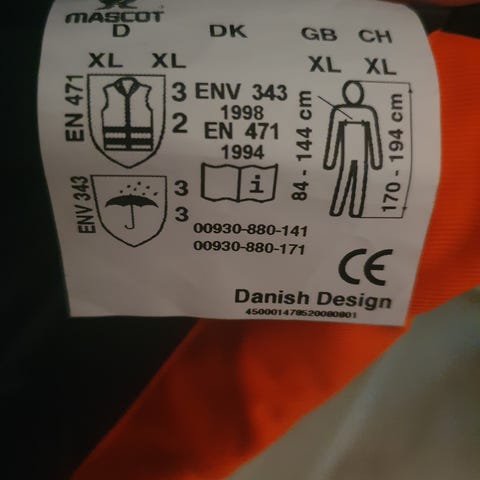 MASCOT
D DK GB CH
XL XL XL XL
EN 471
3
2
ENV 343
1998
EN 471
1994
i
84 - 144 cm
170 - 194 cm
ENV 343
3
3
00930-880-141
00930-880-171
CE
Danish Design